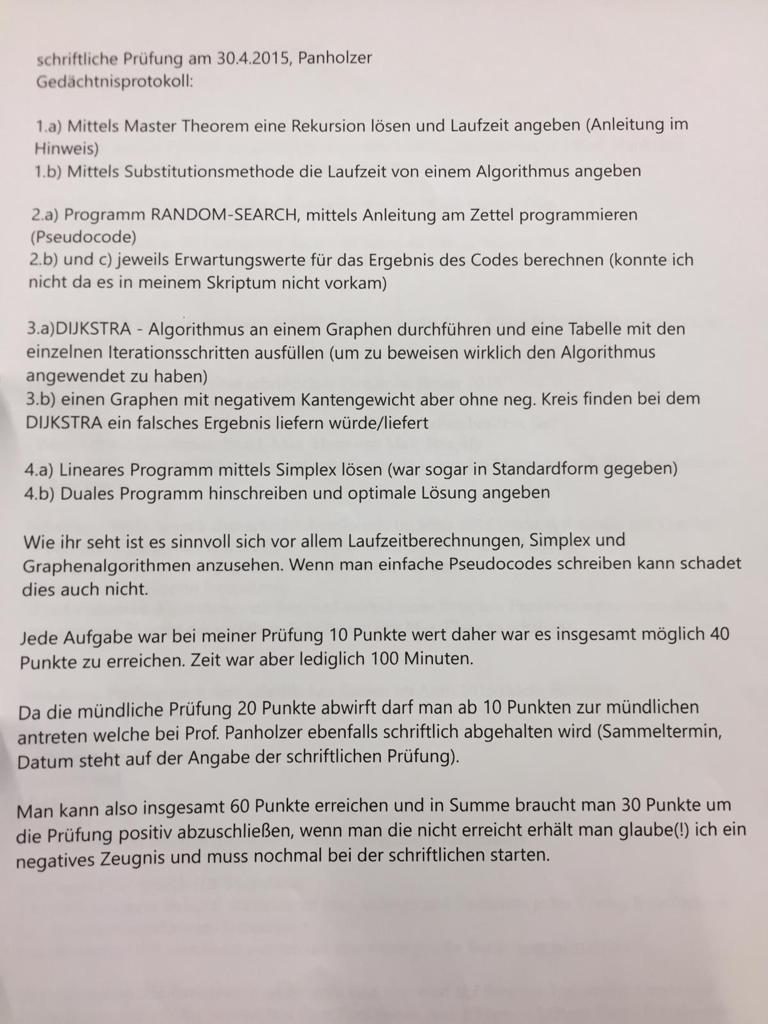 schriftliche Prüfung am 30.4.2015, Panholzer
Gedächtnisprotokoll:
1.a) Mittels Master Theorem eine Rekursion lösen und Laufzeit angeben (Anleitung im
Hinweis)
1.b) Mittels Substitutionsmethode die Laufzeit von einem Algorithmus angeben
2.a) Programm RANDOM-SEARCH, mittels Anleitung am Zettel programmieren
(Pseudocode)
2.b) und c) jeweils Erwartungswerte für das Ergebnis des Codes berechnen (konnte ich
nicht da es in meinem Skriptum nicht vorkam)
3.a)DIJKSTRA - Algorithmus an einem Graphen durchführen und eine Tabelle mit den
einzelnen Iterationsschritten ausfüllen (um zu beweisen wirklich den Algorithmus
angewendet zu haben)
3.b) einen Graphen mit negativem Kantengewicht aber ohne neg. Kreis finden bei dem
DIJKSTRA ein falsches Ergebnis liefern würde/liefert
4.a) Lineares Programm mittels Simplex lösen (war sogar in Standardform gegeben)
4.b) Duales Programm hinschreiben und optimale Lösung angeben
Wie ihr seht ist es sinnvoll sich vor allem Laufzeitberechnungen, Simplex und
Graphenalgorithmen anzusehen. Wenn man einfache Pseudocodes schreiben kann schadet
dies auch nicht.
Jede Aufgabe war bei meiner Prüfung 10 Punkte wert daher war es insgesamt möglich 40
Punkte zu erreichen. Zeit war aber lediglich 100 Minuten.
Da die mündliche Prüfung 20 Punkte abwirft darf man ab 10 Punkten zur mündlichen
antreten welche bei Prof. Panholzer ebenfalls schriftlich abgehalten wird (Sammeltermin,
Datum steht auf der Angabe der schriftlichen Prüfung).
Man kann also insgesamt 60 Punkte erreichen und in Summe braucht man 30 Punkte um
die Prüfung positiv abzuschließen, wenn man die nicht erreicht erhält man glaube(!) ich ein
negatives Zeugnis und muss nochmal bei der schriftlichen starten.